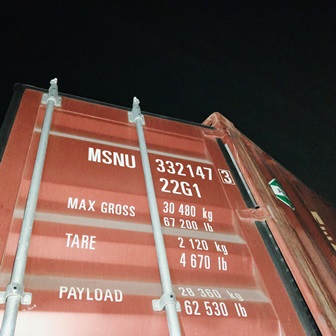 MSNU 332147 3
22G1
MAX GROSS 30 480 kg
67 200 lb
TARE 2 120 kg
4 670 lb
PAYLOAD 28 360 kg
62 530 lb